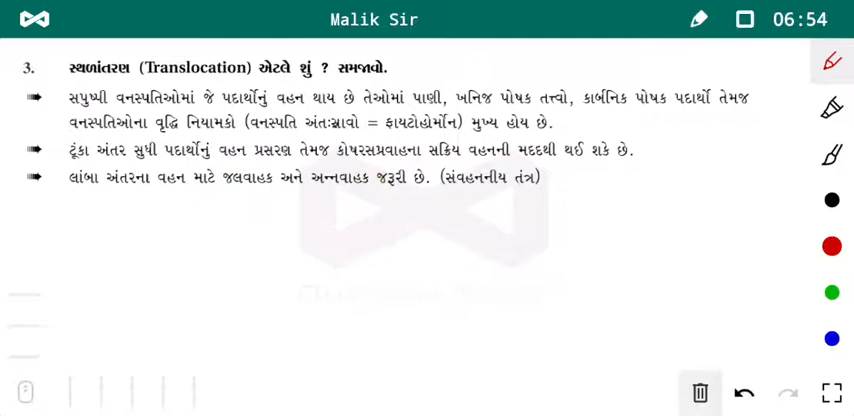 Malik Sir
06:54
3. સ્થળાંતરણ (Translocation) એટલે શું ? સમજાવો.
➠ સપુષ્પી વનસ્પતિઓમાં જે પદાર્થોનું વહન થાય છે તેઓમાં પાણી, ખનિજ પોષક તત્ત્વો, કાર્બનિક પોષક પદાર્થો તેમજ
વનસ્પતિઓના વૃદ્ધિ નિયામકો (વનસ્પતિ અંતઃસ્રાવો = ફાયટોહોર્મોન) મુખ્ય હોય છે.
➠ ટૂંકા અંતર સુધી પદાર્થોનું વહન પ્રસરણ તેમજ કોષરસપ્રવાહના સક્રિય વહનની મદદથી થઈ શકે છે.
➠ લાંબા અંતરના વહન માટે જલવાહક અને અન્નવાહક જરૂરી છે. (સંવહનનીય તંત્ર)